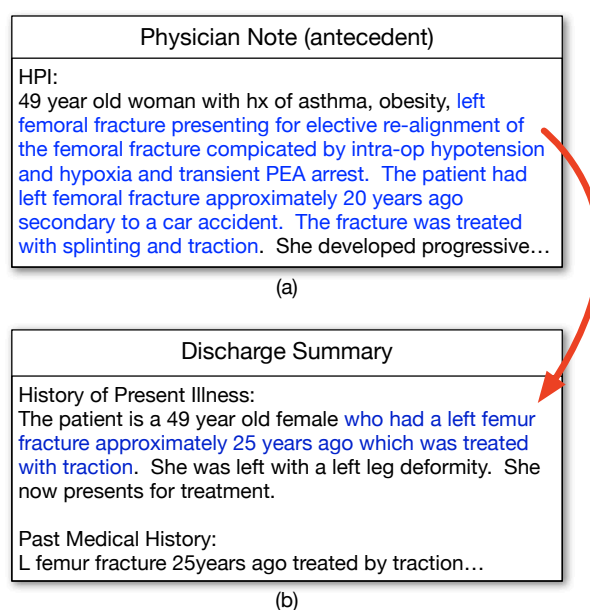 Physician Note (antecedent)
HPI:
49 year old woman with hx of asthma, obesity, left
femoral fracture presenting for elective re-alignment of
the femoral fracture compicated by intra-op hypotension
and hypoxia and transient PEA arrest.  The patient had
left femoral fracture approximately 20 years ago
secondary to a car accident.  The fracture was treated
with splinting and traction.  She developed progressive…
(a)
Discharge Summary
History of Present Illness:
The patient is a 49 year old female who had a left femur
fracture approximately 25 years ago which was treated
with traction.  She was left with a left leg deformity.  She
now presents for treatment.
Past Medical History:
L femur fracture 25years ago treated by traction…
(b)